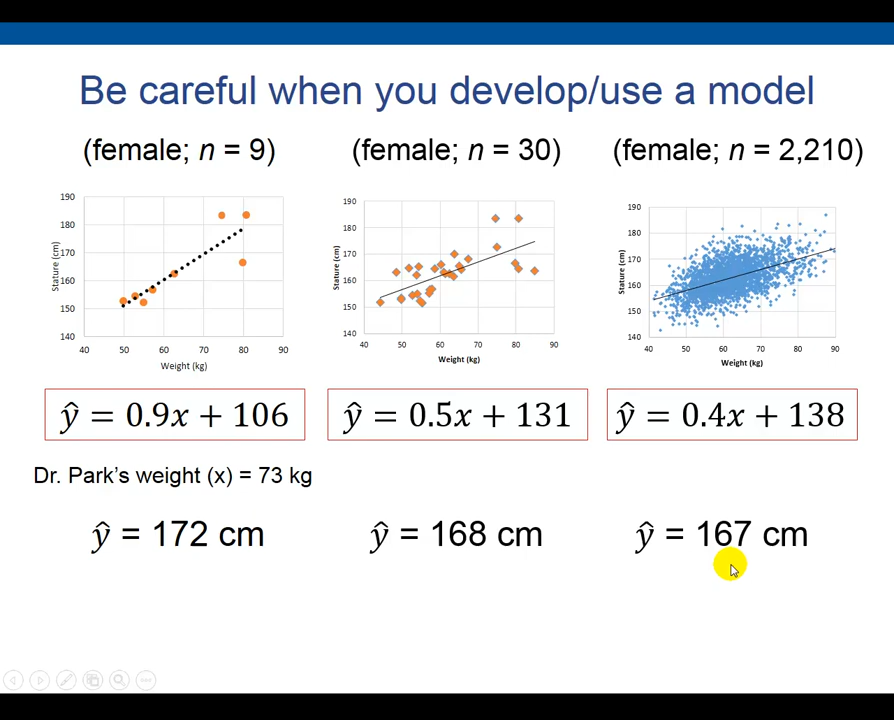 Be careful when you develop/use a model
(female; n = 9)
(female; n = 30)
(female; n = 2,210)
190
180
170
160
150
140
Stature (cm)
40 50 60 70 80 90
Weight (kg)
190
180
170
160
150
140
Stature (cm)
40 50 60 70 80 90
Weight (kg)
190
180
170
160
150
140
Stature (cm)
40 50 60 70 80 90
Weight (kg)
ŷ = 0.9x + 106
ŷ = 0.5x + 131
ŷ = 0.4x + 138
Dr. Park's weight (x) = 73 kg
ŷ = 172 cm
ŷ = 168 cm
ŷ = 167 cm